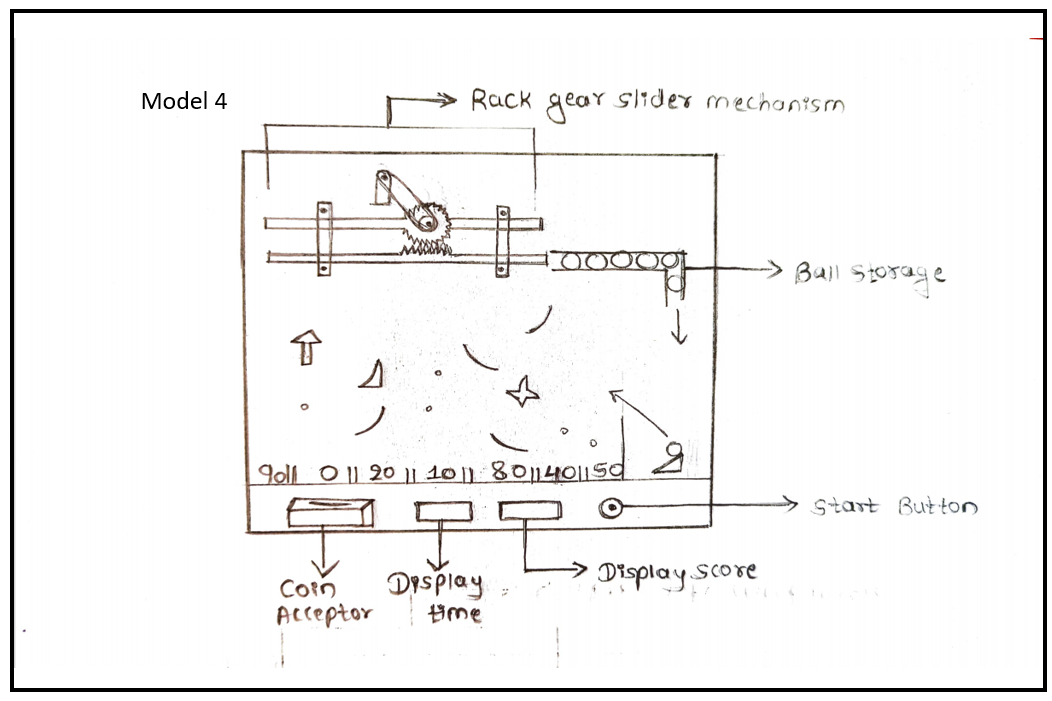 Model 4
Rack gear slider mechanism
Ball storage
90|| 0 || 20 || 10 || 80||40||50
Start Button
Display score
Coin
Acceptor
Display
time